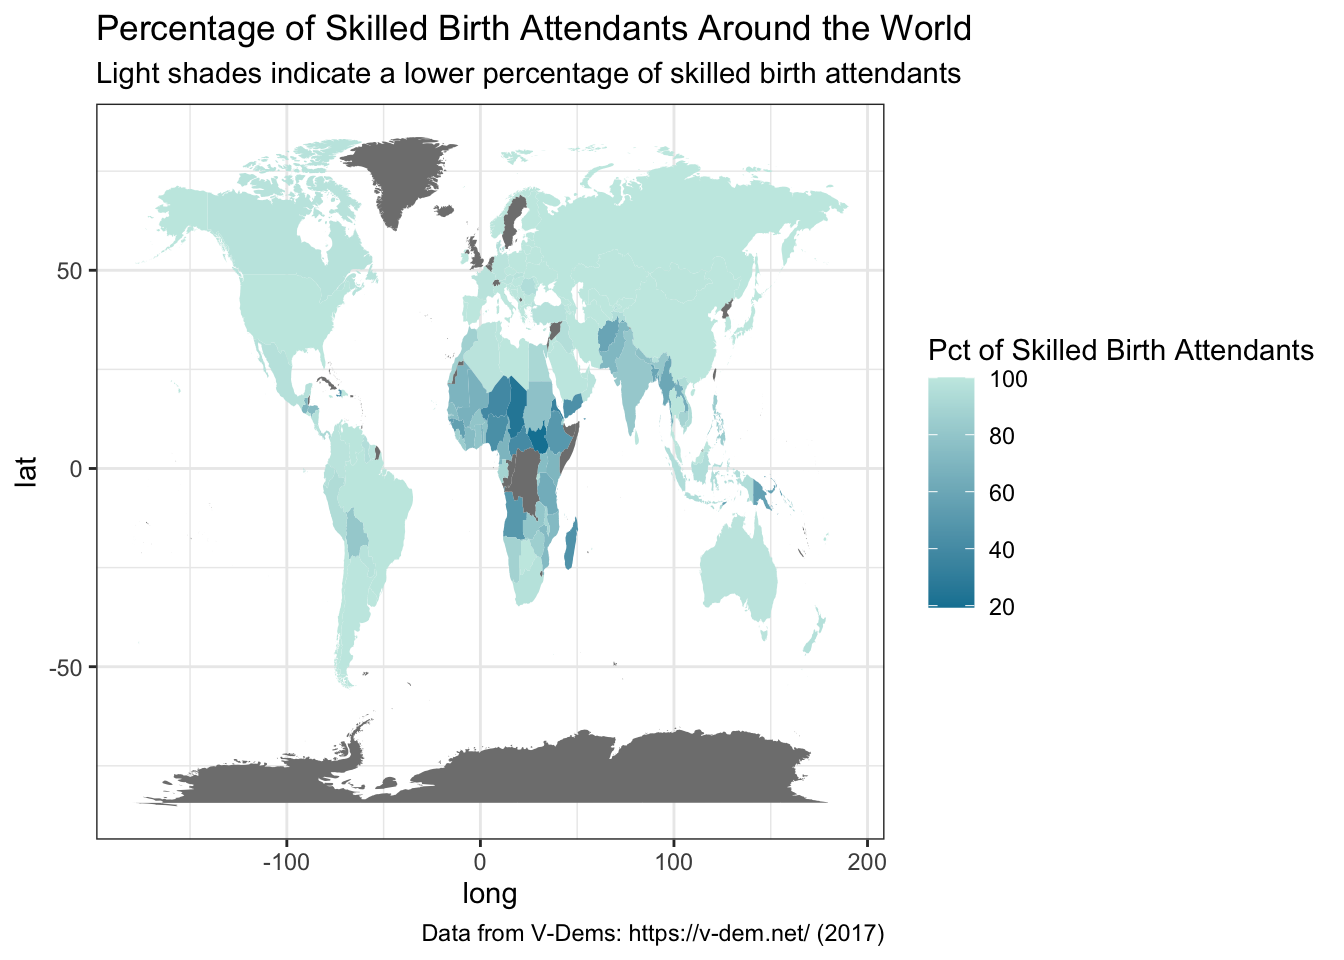 Percentage of Skilled Birth Attendants Around the World
Light shades indicate a lower percentage of skilled birth attendants
50
0
-50
lat
-100 0 100 200
long
Pct of Skilled Birth Attendants
100
80
60
40
20
Data from V-Dems: https://v-dem.net/ (2017)